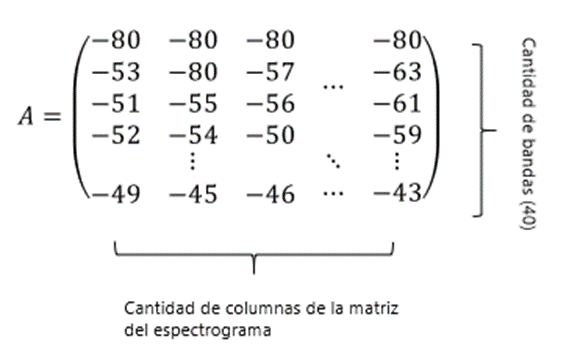 −80 −80 −80 −80
−53 −80 −57 −63
⋯
−51 −55 −56 −61
A =
−52 −54 −50 −59
⋮ ⋱ ⋮
−49 −45 −46 ⋯ −43
Cantidad de bandas (40)
Cantidad de columnas de la matriz
del espectrograma